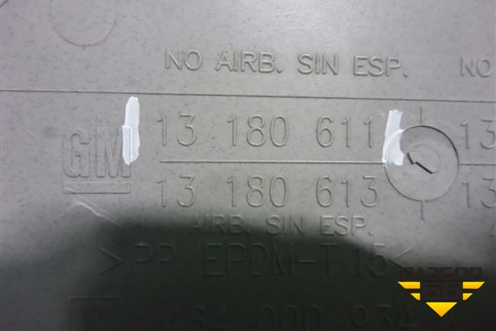 NO AIRB. SIN ESP. NO
GM 13 180 611 13
13 180 613 13
AIRB. SIN ESP.
>PP/EPDM-T15<